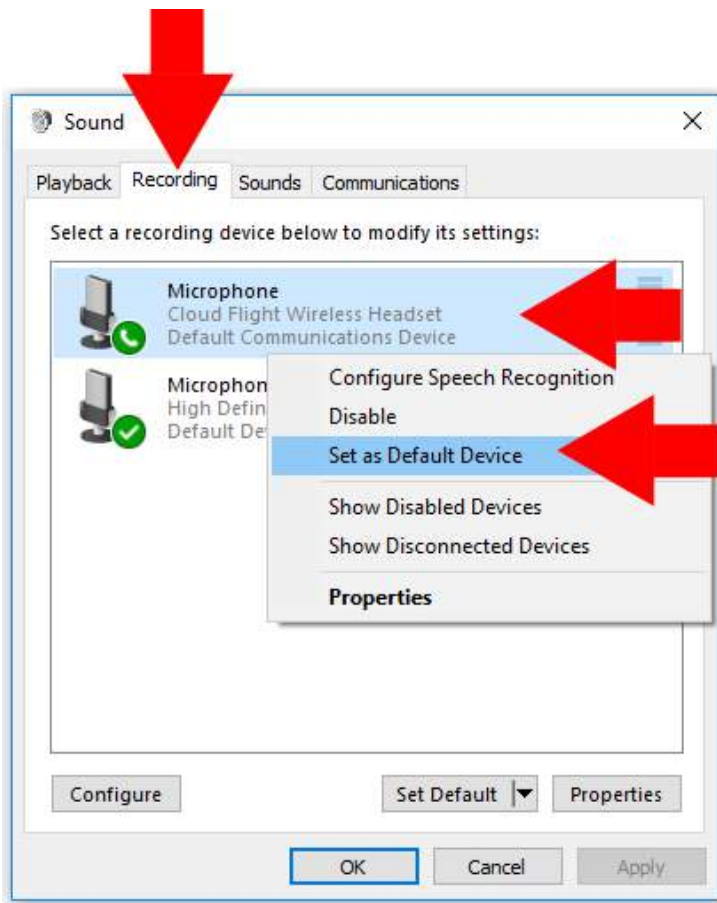 Sound
Playback Recording Sounds Communications
Select a recording device below to modify its settings:
Microphone
Cloud Flight Wireless Headset
Default Communications Device
Configure Speech Recognition
High
Disable
Default
Set as Default Device
Show Disabled Devices
Show Disconnected Devices
Properties
Configure Set Default Properties
OK Cancel Apply